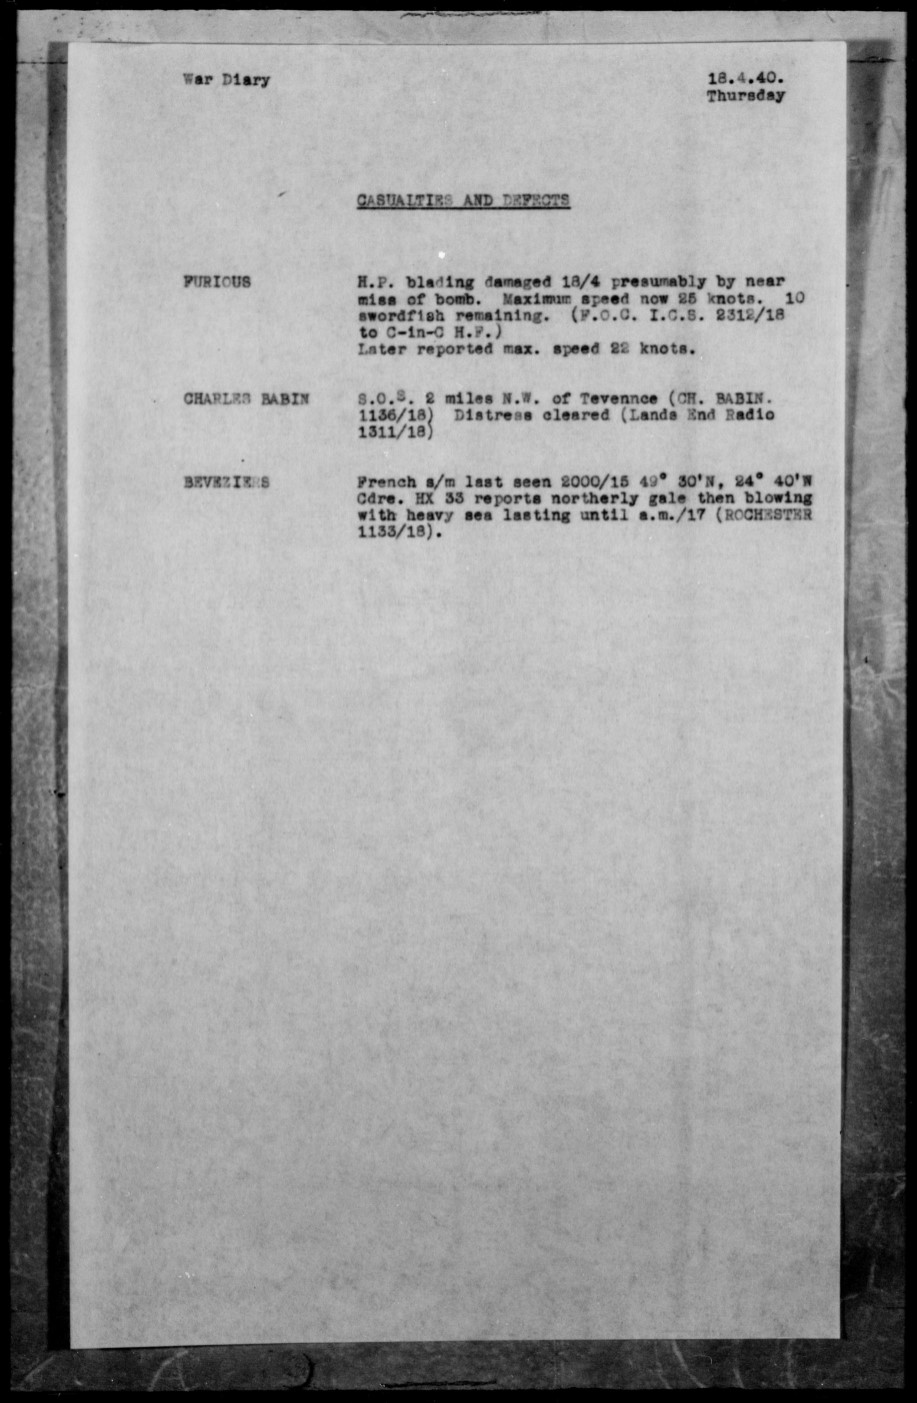 War Diary
18.4.40.
Thursday
CASUALTIES AND DEFECTS
FURIOUS
H.P. blading damaged 18/4 presumably by near
miss of bomb. Maximum speed now 25 knots. 10
swordfish remaining. (F.O.C. I.C.S. 2312/18
to C-in-C H.F.)
Later reported max. speed 22 knots.
CHARLES BABIN
S.O.S. 2 miles N.W. of Tevennce (CH. BABIN.
1136/18) Distress cleared (Lands End Radio
1311/18)
BEVEZIERS
French s/m last seen 2000/15 49° 30'N, 24° 40'W
Cdre. HX 33 reports northerly gale then blowing
with heavy sea lasting until a.m./17 (ROCHESTER
1133/18).